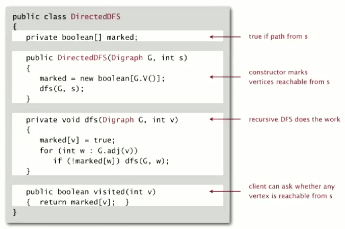 public class DirectedDFS
{
private boolean[] marked;
true if path from s
public DirectedDFS(Digraph G, int s)
{
marked = new boolean[G.V()];
dfs(G, s);
}
constructor marks
vertices reachable from s
private void dfs(Digraph G, int v)
{
marked[v] = true;
for (int w : G.adj(v))
if (!marked[w]) dfs(G, w);
}
recursive DFS does the work
public boolean visited(int v)
{ return marked[v]; }
}
client can ask whether any
vertex is reachable from s